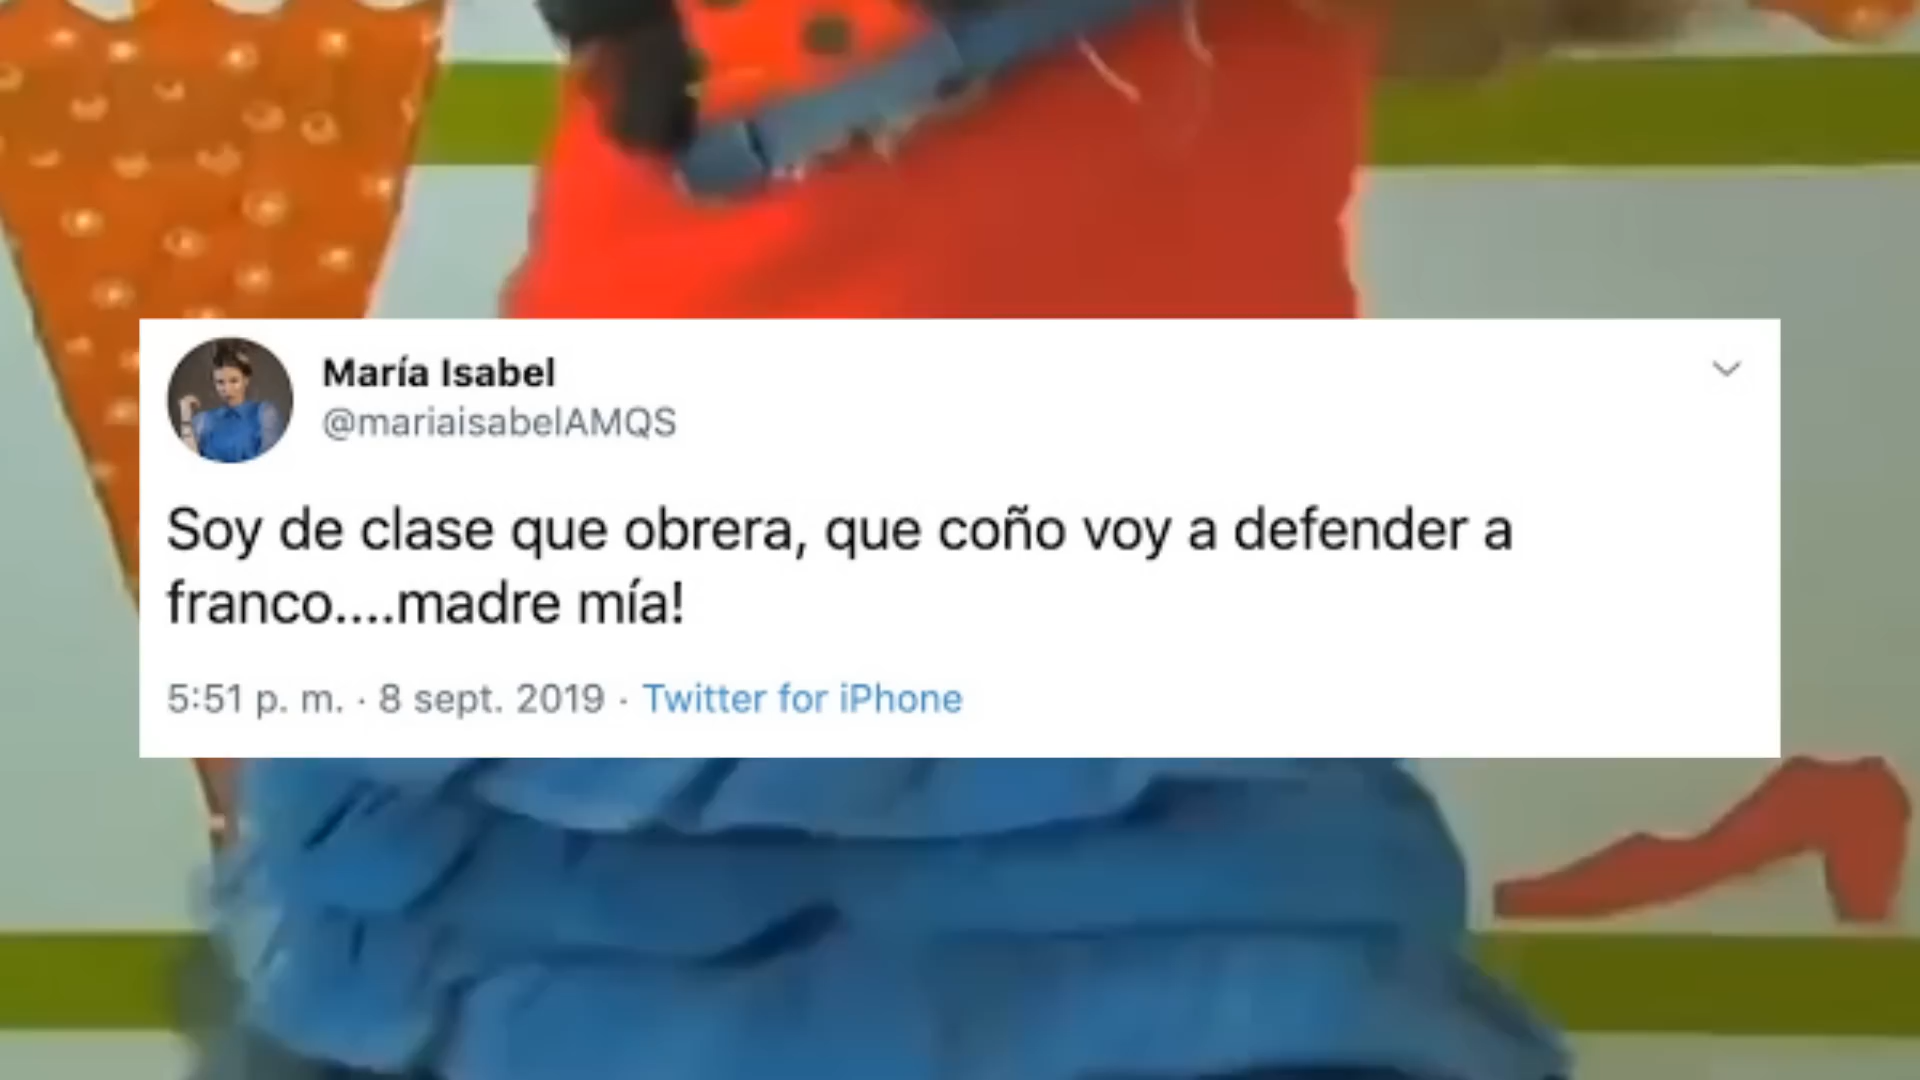 María Isabel
@mariaisabelAMQS
Soy de clase que obrera, que coño voy a defender a
franco....madre mía!
5:51 p. m. · 8 sept. 2019 · Twitter for iPhone